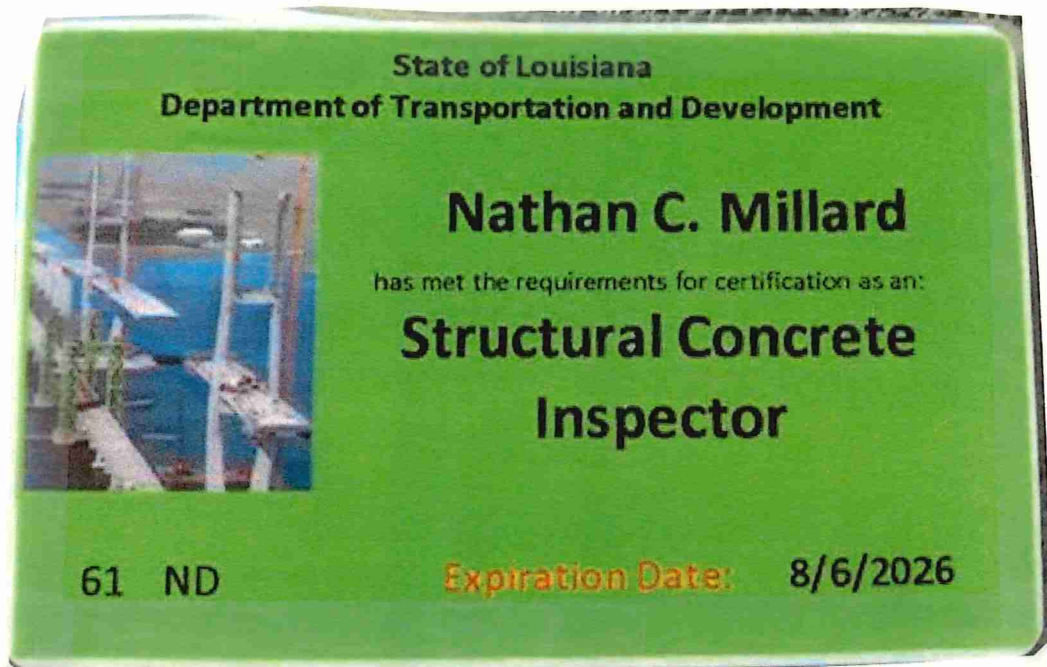 State of Louisiana
Department of Transportation and Development
Nathan C. Millard
has met the requirements for certification as an:
Structural Concrete
Inspector
61 ND
Expiration Date: 8/6/2026